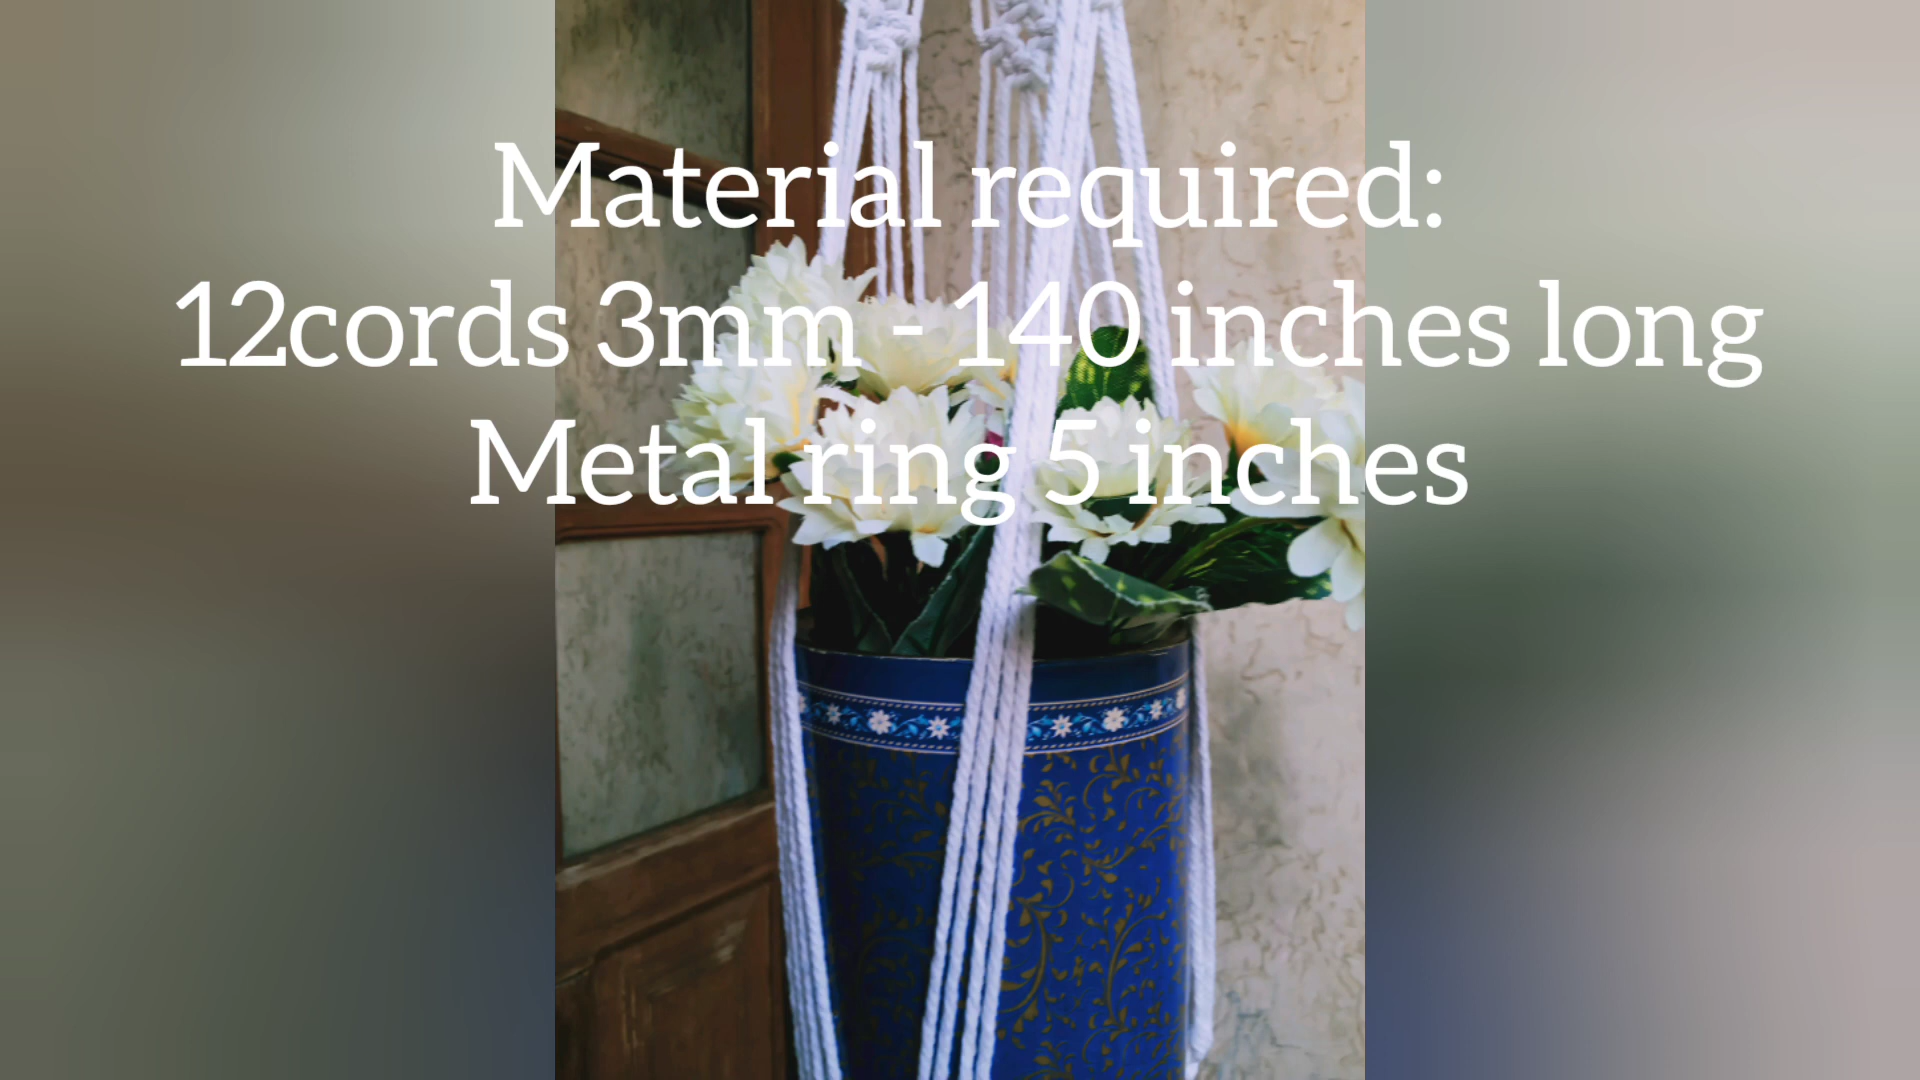 Material required:
12cords 3mm - 140 inches long
Metal ring 5 inches